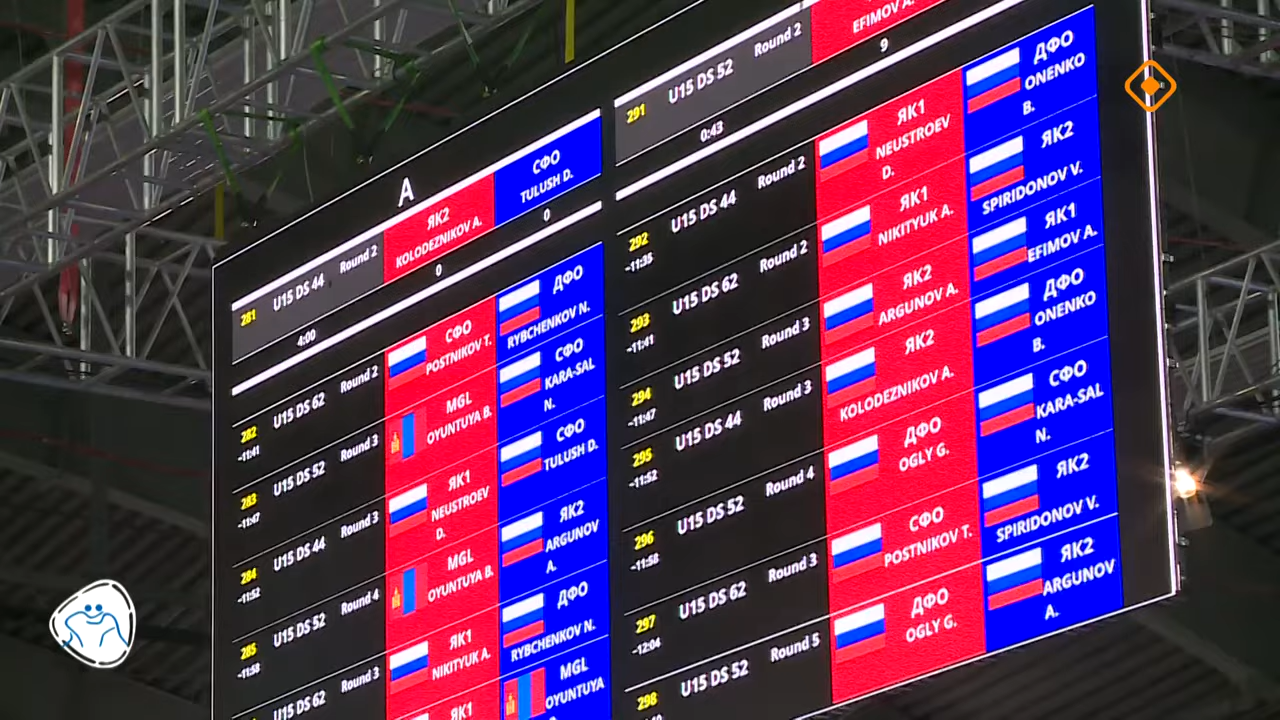 A
281 U15 DS 44 Round 2
ЯК2
KOLODEZNIKOV A.
СФО
TULUSH D.
4:00
0
0
282 U15 DS 62 Round 2
~11:41
СФО
POSTNIKOV T.
ДФО
RYBCHENKOV N.
283 U15 DS 52 Round 3
~11:47
MGL
OYUNTUYA B.
СФО
KARA-SAL
N.
284 U15 DS 44 Round 3
~11:52
ЯК1
NEUSTROEV
D.
СФО
TULUSH D.
285 U15 DS 52 Round 4
~11:58
MGL
OYUNTUYA B.
ЯК2
ARGUNOV
A.
U15 DS 62 Round 3
ЯК1
NIKITYUK A.
ДФО
RYBCHENKOV N.
ЯК1
MGL
OYUNTUYA
291 U15 DS 52 Round 2
EFIMOV A.
0:43
9
292 U15 DS 44 Round 2
~11:35
ЯК1
NEUSTROEV
D.
ДФО
ONENKO
B.
293 U15 DS 62 Round 2
~11:41
ЯК1
NIKITYUK A.
ЯК2
SPIRIDONOV V.
294 U15 DS 52 Round 3
~11:47
ЯК2
ARGUNOV A.
ЯК1
EFIMOV A.
295 U15 DS 44 Round 3
~11:52
ЯК2
KOLODEZNIKOV A.
ДФО
ONENKO
B.
296 U15 DS 52 Round 4
~11:58
ДФО
OGLY G.
СФО
KARA-SAL
N.
297 U15 DS 62 Round 3
~12:04
СФО
POSTNIKOV T.
ЯК2
SPIRIDONOV V.
298 U15 DS 52 Round 5
ДФО
OGLY G.
ЯК2
ARGUNOV
A.